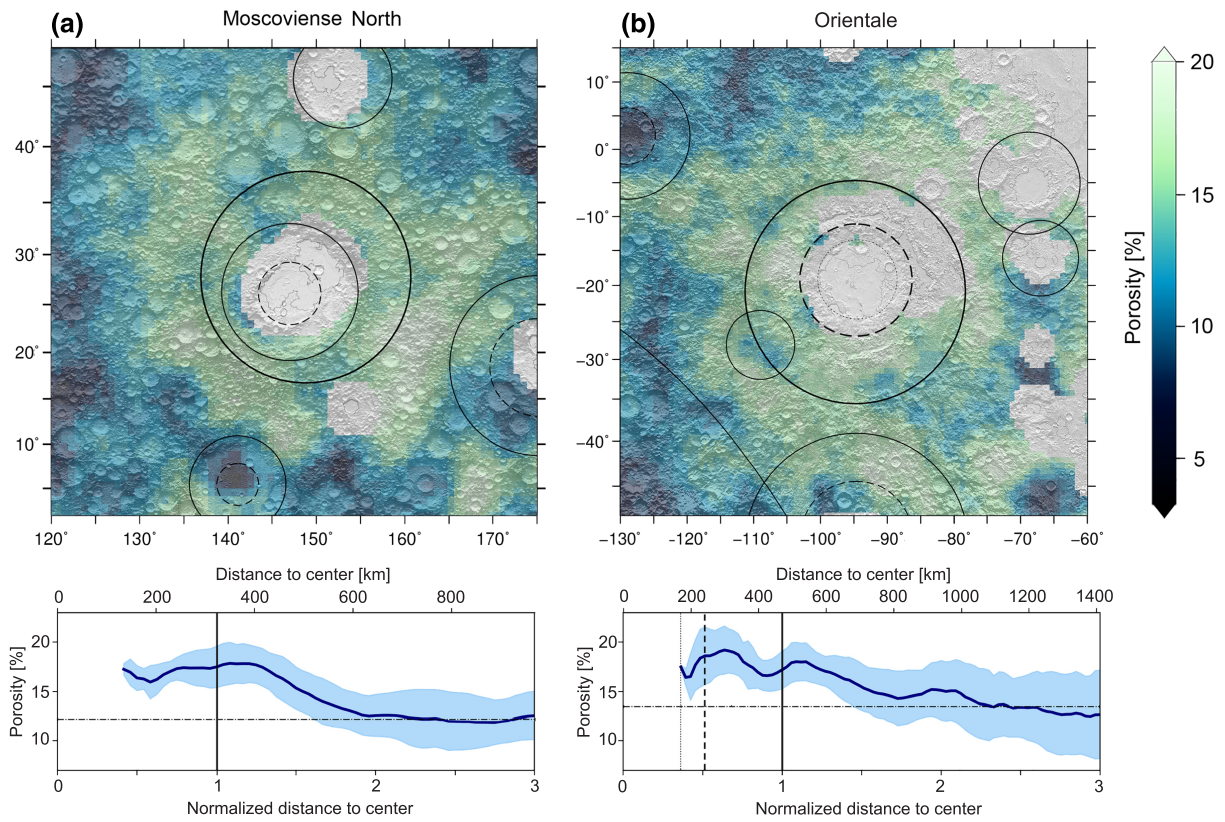 (a) Moscoviense North
(b) Orientale
40˚
30˚
20˚
10˚
120˚ 130˚ 140˚ 150˚ 160˚ 170˚
10˚
0˚
−10˚
−20˚
−30˚
−40˚
−130˚ −120˚ −110˚ −100˚ −90˚ −80˚ −70˚ −60˚
20
15
10
5
Porosity [%]
Distance to center [km]
0 200 400 600 800
Porosity [%]
20
15
10
0 1 2 3
Normalized distance to center
Distance to center [km]
0 200 400 600 800 1000 1200 1400
Porosity [%]
20
15
10
0 1 2 3
Normalized distance to center